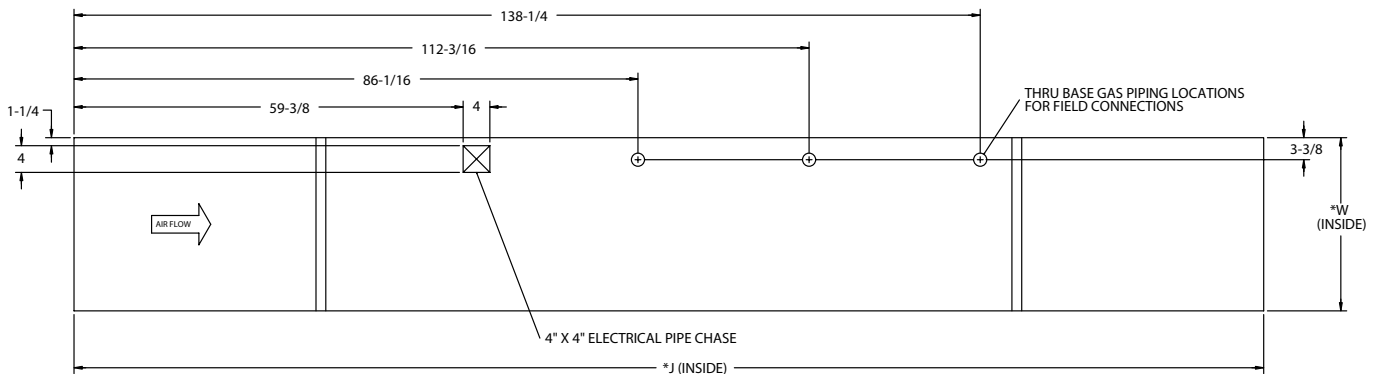 138-1/4
112-3/16
86-1/16
59-3/8
4
1-1/4
4
THRU BASE GAS PIPING LOCATIONS
FOR FIELD CONNECTIONS
3-3/8
*W
(INSIDE)
AIR FLOW
4" X 4" ELECTRICAL PIPE CHASE
*J (INSIDE)